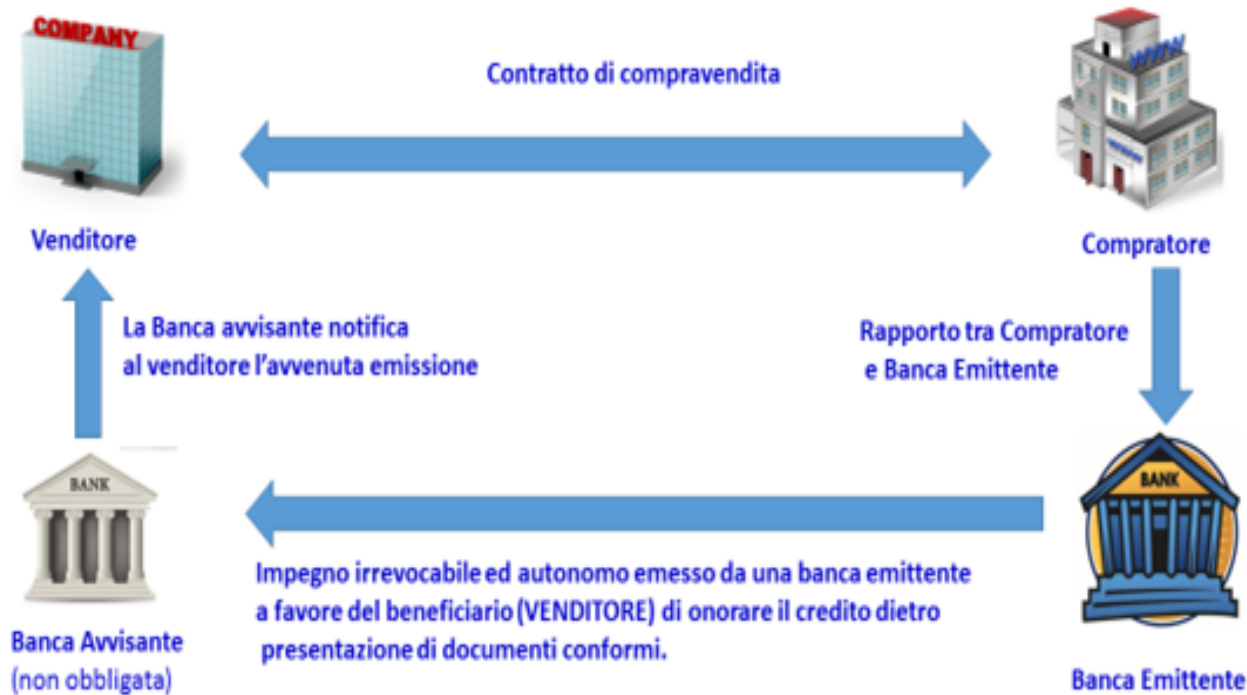 COMPANY
Contratto di compravendita
WWW
Venditore
Compratore
La Banca avvisante notifica
al venditore l'avvenuta emissione
Rapporto tra Compratore
e Banca Emittente
BANK
BANK
Impegno irrevocabile ed autonomo emesso da una banca emittente
a favore del beneficiario (VENDITORE) di onorare il credito dietro
presentazione di documenti conformi.
Banca Avvisante
(non obbligata)
Banca Emittente